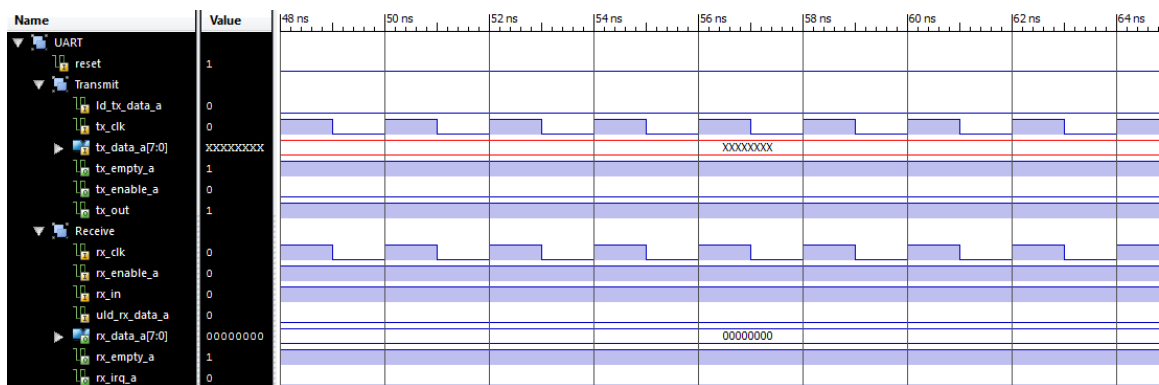 Name Value 48 ns 50 ns 52 ns 54 ns 56 ns 58 ns 60 ns 62 ns 64 ns
UART
reset 1
Transmit
ld_tx_data_a 0
tx_clk 0
tx_data_a[7:0] XXXXXXXX XXXXXXXX
tx_empty_a 1
tx_enable_a 0
tx_out 1
Receive
rx_clk 0
rx_enable_a 0
rx_in 0
uld_rx_data_a 0
rx_data_a[7:0] 00000000 00000000
rx_empty_a 1
rx_irq_a 0